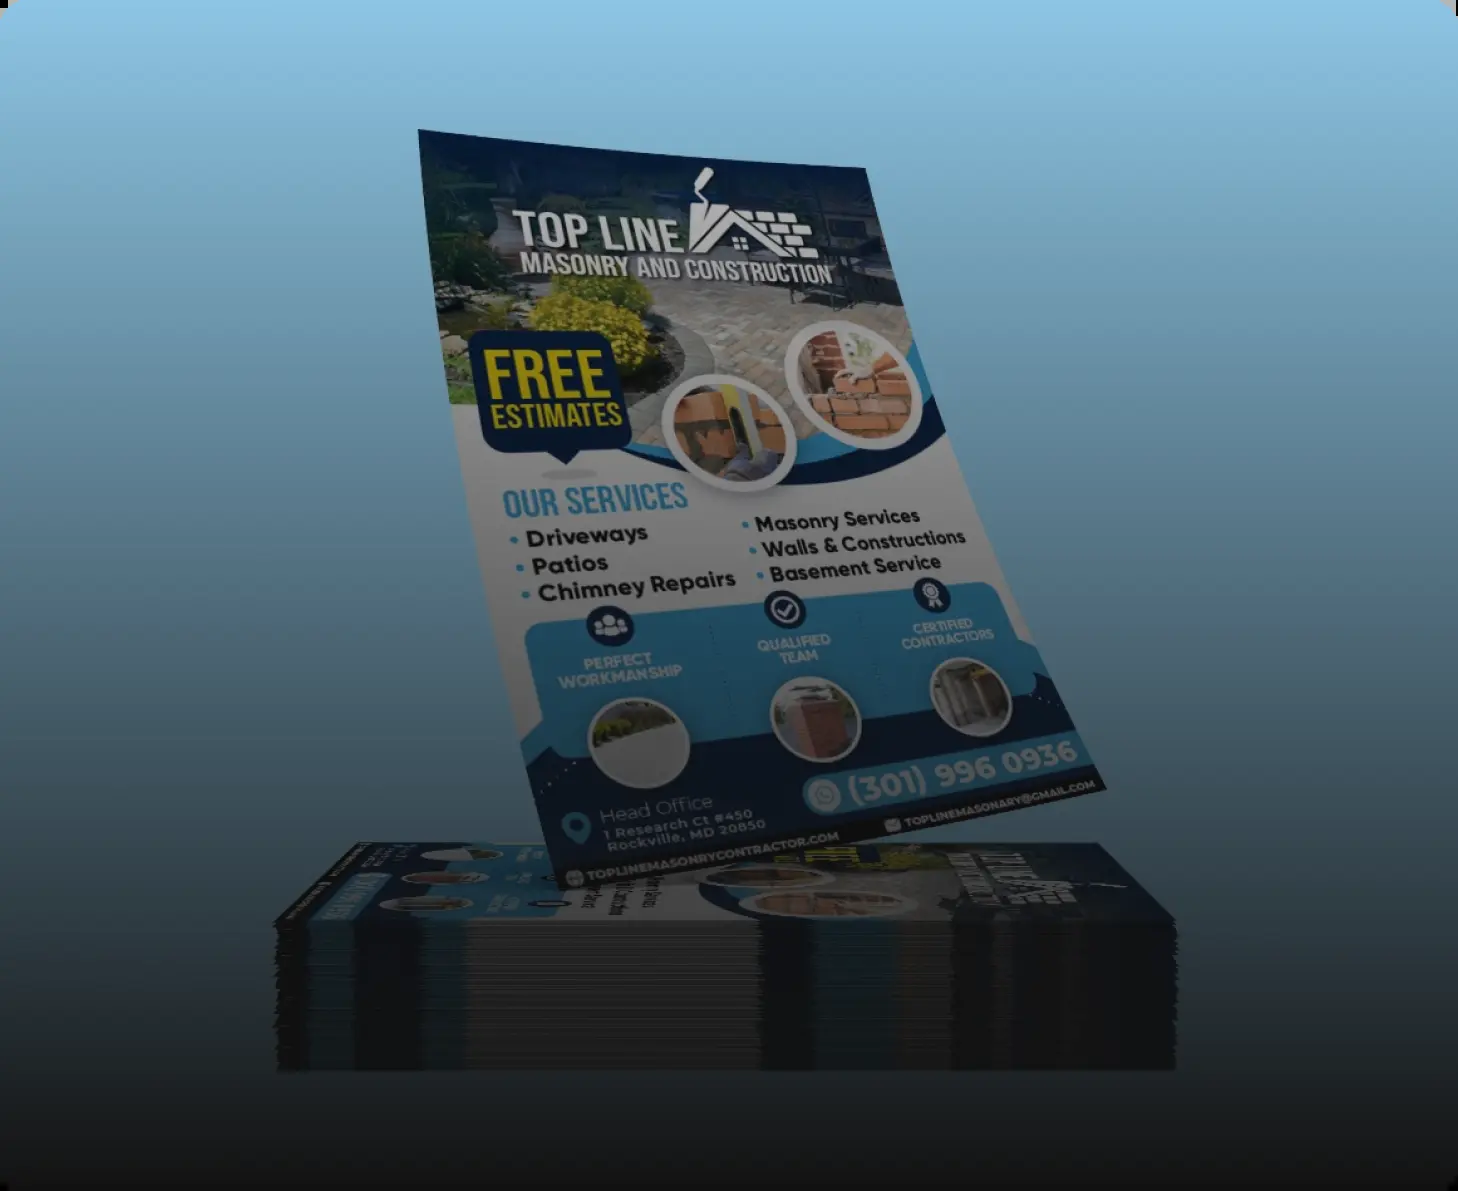 TOP LINE
MASONRY AND CONSTRUCTION
FREE
ESTIMATES
OUR SERVICES
• Driveways
• Patios
• Chimney Repairs
• Masonry Services
• Walls & Constructions
• Basement Service
PERFECT
WORKMANSHIP
QUALIFIED
TEAM
CERTIFIED
CONTRACTORS
(301) 996 0936
Head Office
1 Research Ct #450
Rockville, MD 20850
TOPLINEMASONRYCONTRACTOR.COM
TOPLINEMASONARY@GMAIL.COM